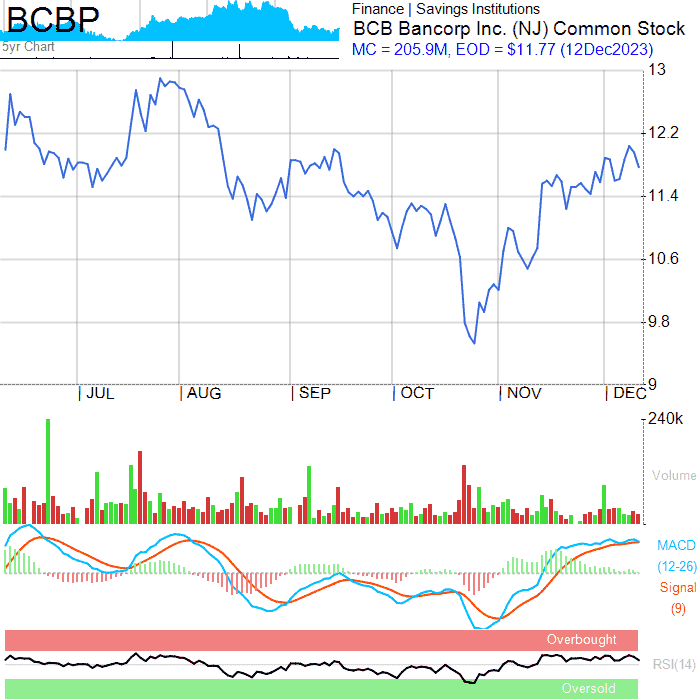 BCBP
5yr Chart
Finance | Savings Institutions
BCB Bancorp Inc. (NJ) Common Stock
MC = 205.9M, EOD = $11.77 (12Dec2023)
13
12.2
11.4
10.6
9.8
9
| JUL | AUG | SEP | OCT | NOV | DEC
240k
Volume
MACD
(12-26)
Signal
(9)
Overbought
RSI(14)
Oversold